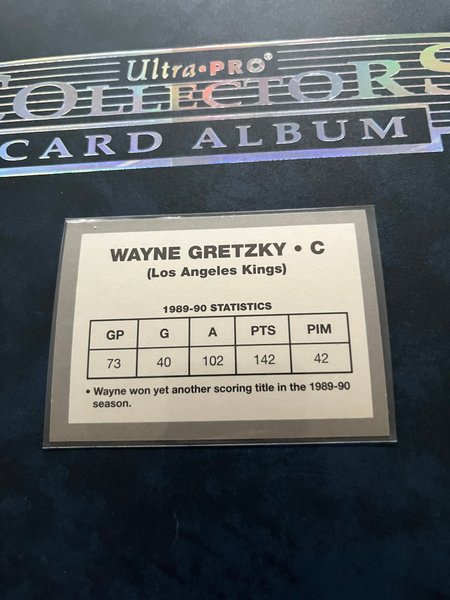 Ultra•PRO®
COLLECTORS
CARD ALBUM
WAYNE GRETZKY • C
(Los Angeles Kings)
1989-90 STATISTICS
GP G A PTS PIM
73 40 102 142 42
• Wayne won yet another scoring title in the 1989-90
season.